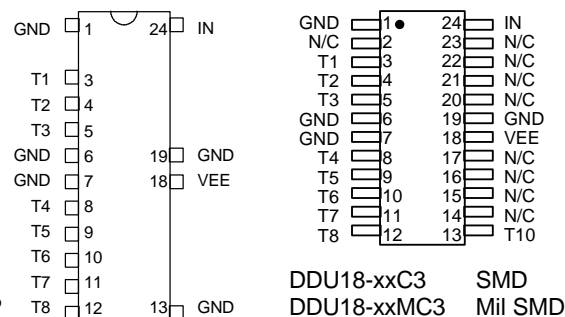 GND 1 24 IN
T1 3
T2 4
T3 5
GND 6 19 GND
GND 7 18 VEE
T4 8
T5 9
T6 10
T7 11
T8 12 13 GND
GND 1 24 IN
N/C 2 23 N/C
T1 3 22 N/C
T2 4 21 N/C
T3 5 20 N/C
GND 6 19 GND
GND 7 18 VEE
T4 8 17 N/C
T5 9 16 N/C
T6 10 15 N/C
T7 11 14 N/C
T8 12 13 T10
DDU18-xxC3 SMD
DDU18-xxMC3 Mil SMD